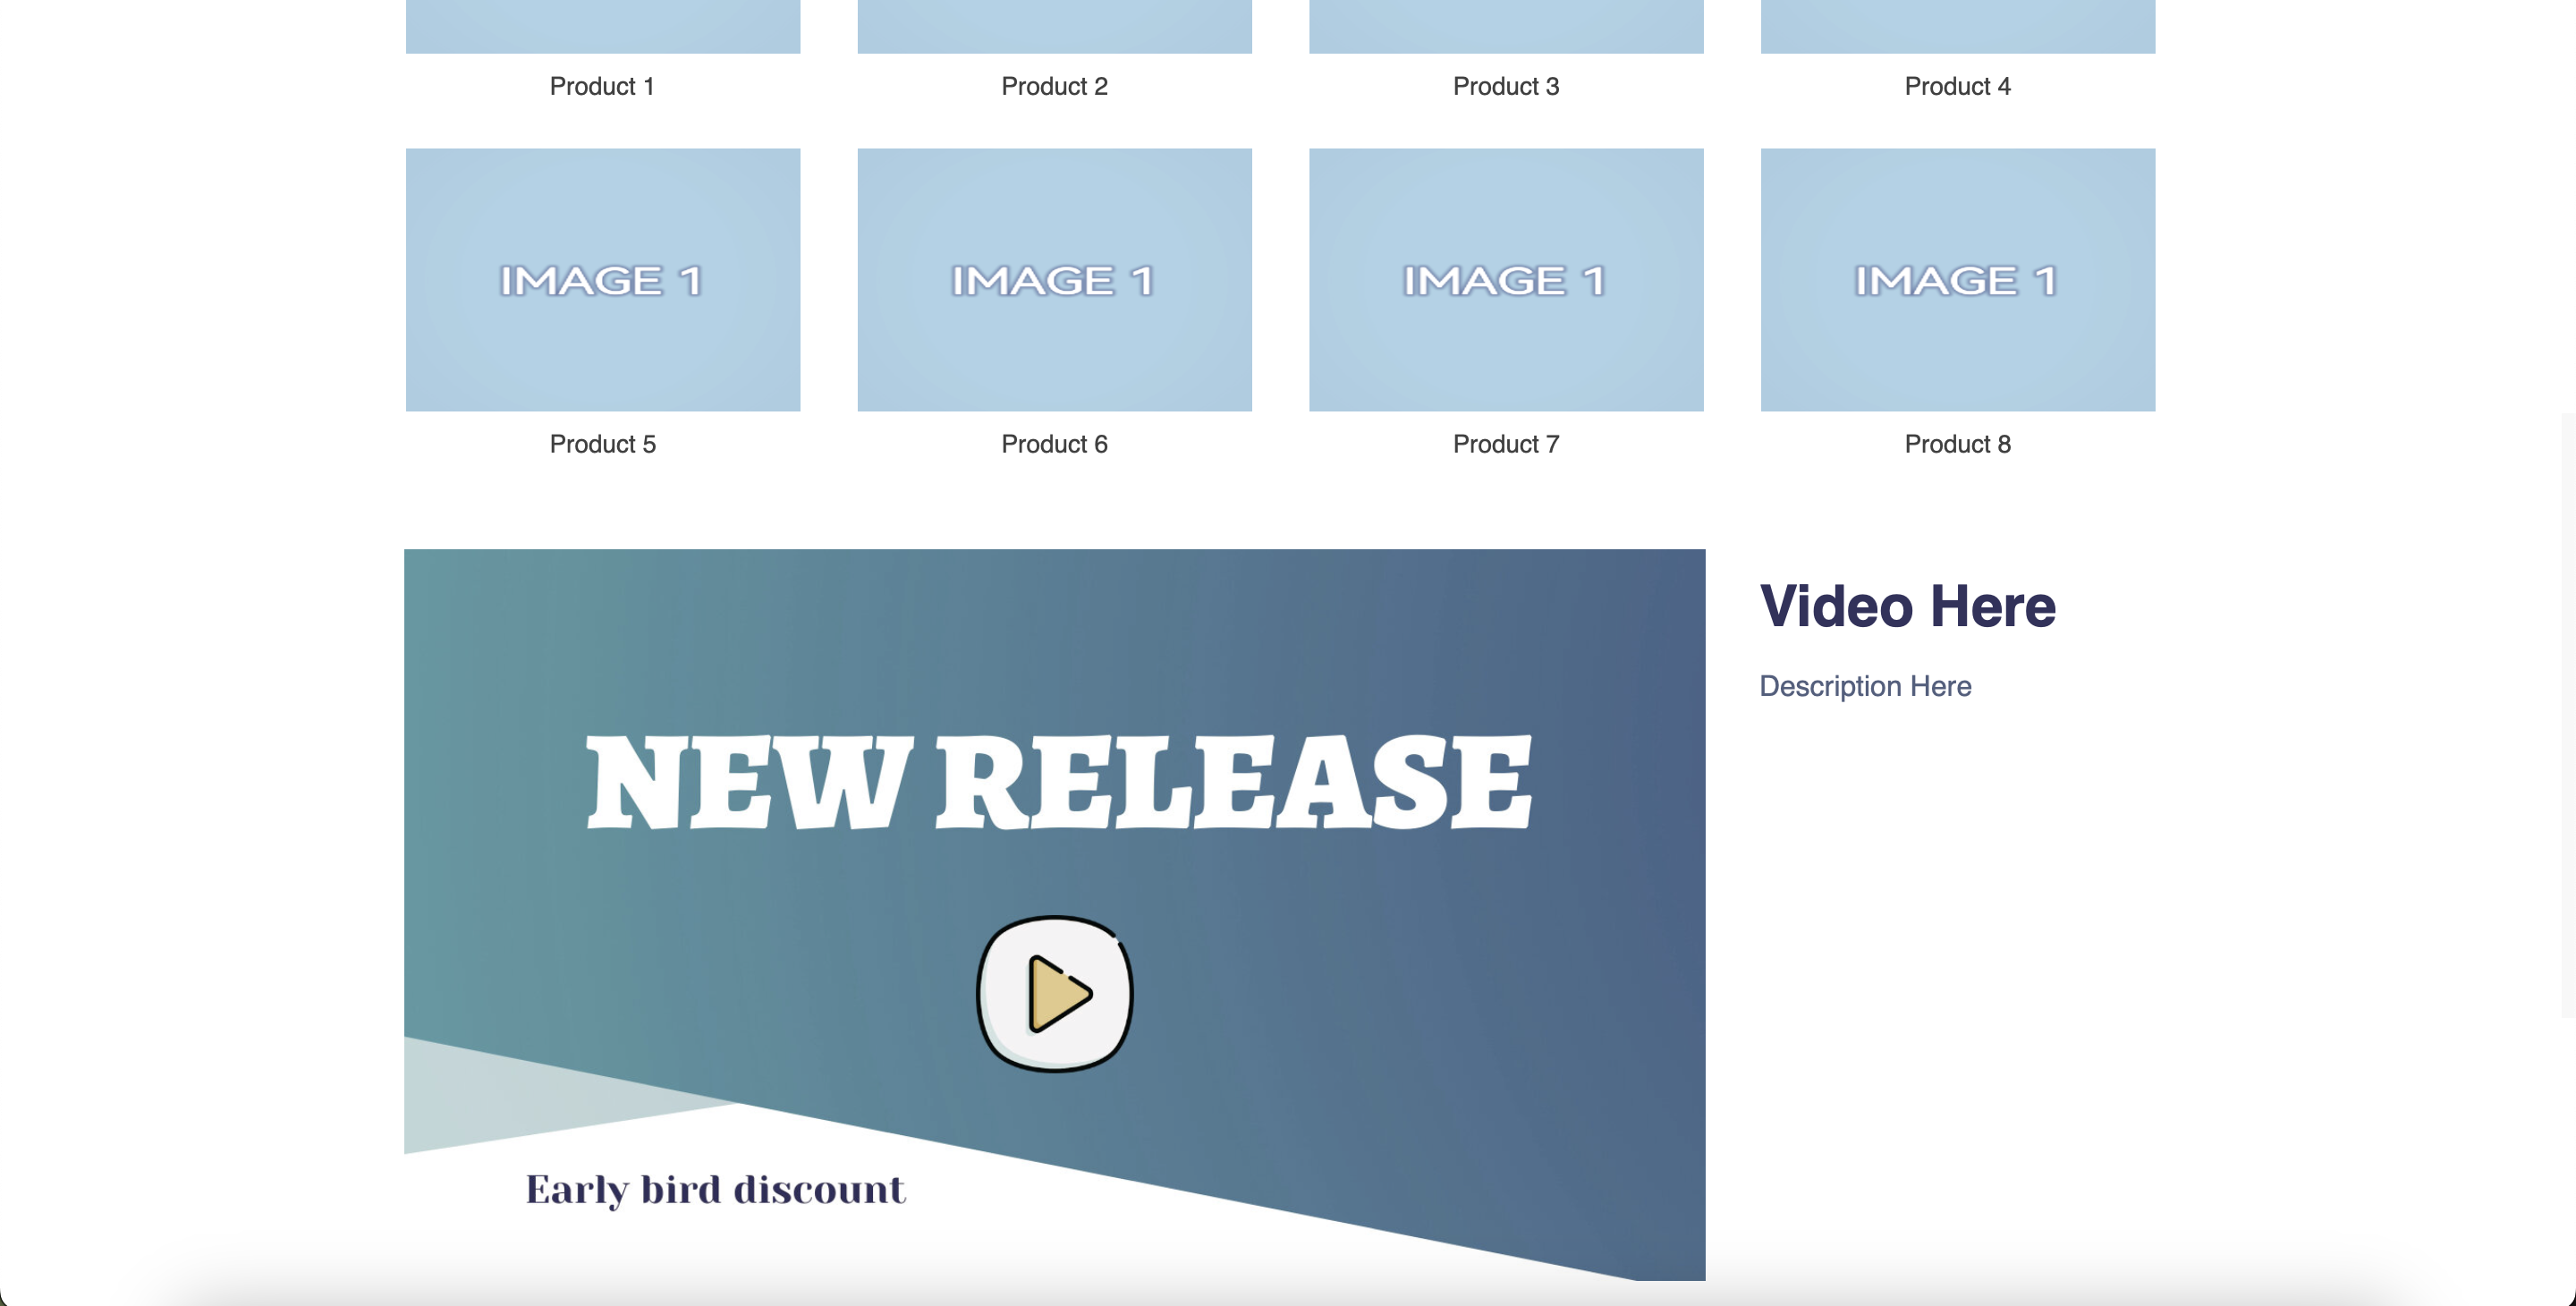 Product 1
Product 2
Product 3
Product 4
IMAGE 1
IMAGE 1
IMAGE 1
IMAGE 1
Product 5
Product 6
Product 7
Product 8
NEW RELEASE
Early bird discount
Video Here
Description Here